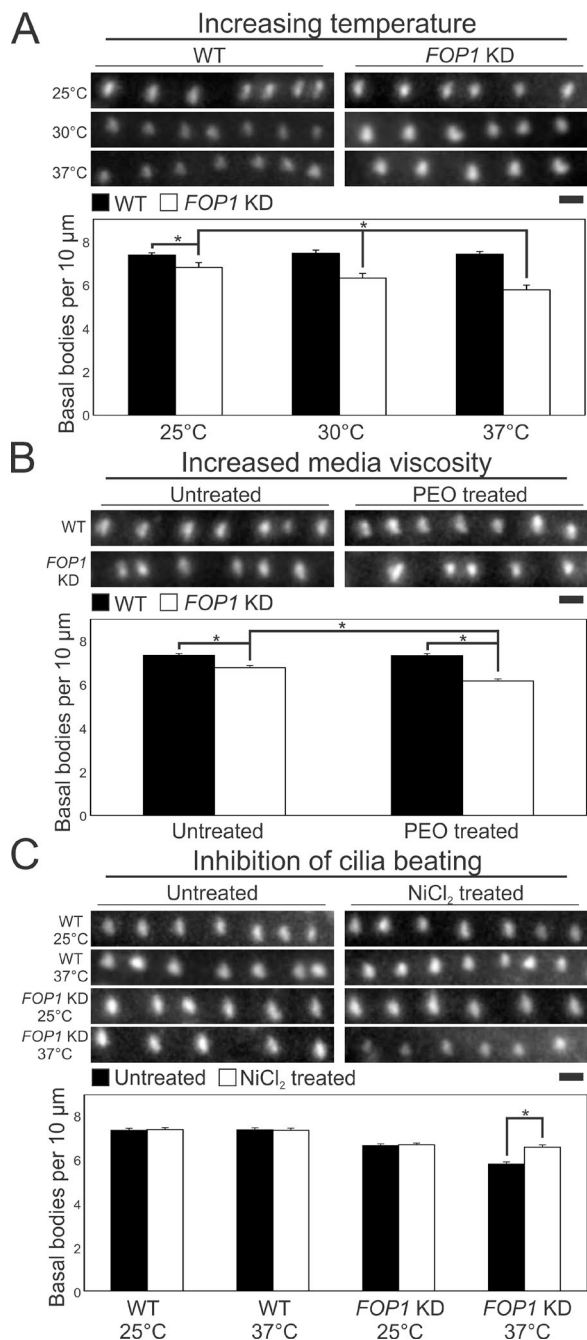 A
Increasing temperature
WT
FOP1 KD
25°C
30°C
37°C
WT FOP1 KD
Basal bodies per 10 µm
8
6
4
2
0
*
*
25°C 30°C 37°C
B
Increased media viscosity
Untreated
PEO treated
WT
FOP1
KD
WT FOP1 KD
Basal bodies per 10 µm
8
6
4
2
0
*
*
*
Untreated PEO treated
C
Inhibition of cilia beating
Untreated
NiCl₂ treated
WT
25°C
WT
37°C
FOP1 KD
25°C
FOP1 KD
37°C
Untreated NiCl₂ treated
Basal bodies per 10 µm
8
6
4
2
0
*
WT WT FOP1 KD FOP1 KD
25°C 37°C 25°C 37°C